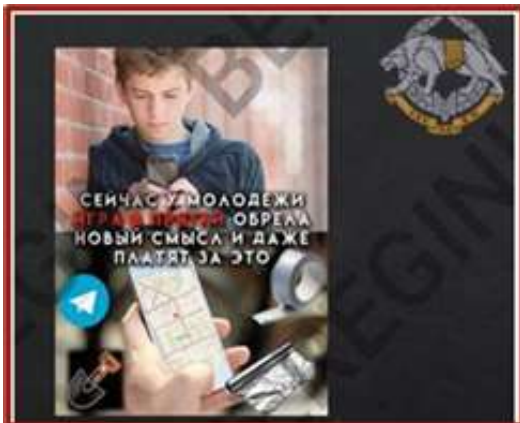 СЕЙЧАС У МОЛОДЕЖИ
ИГРА В ПРЯТКИ ОБРЕЛА
НОВЫЙ СМЫСЛ И ДАЖЕ
ПЛАТЯТ ЗА ЭТО